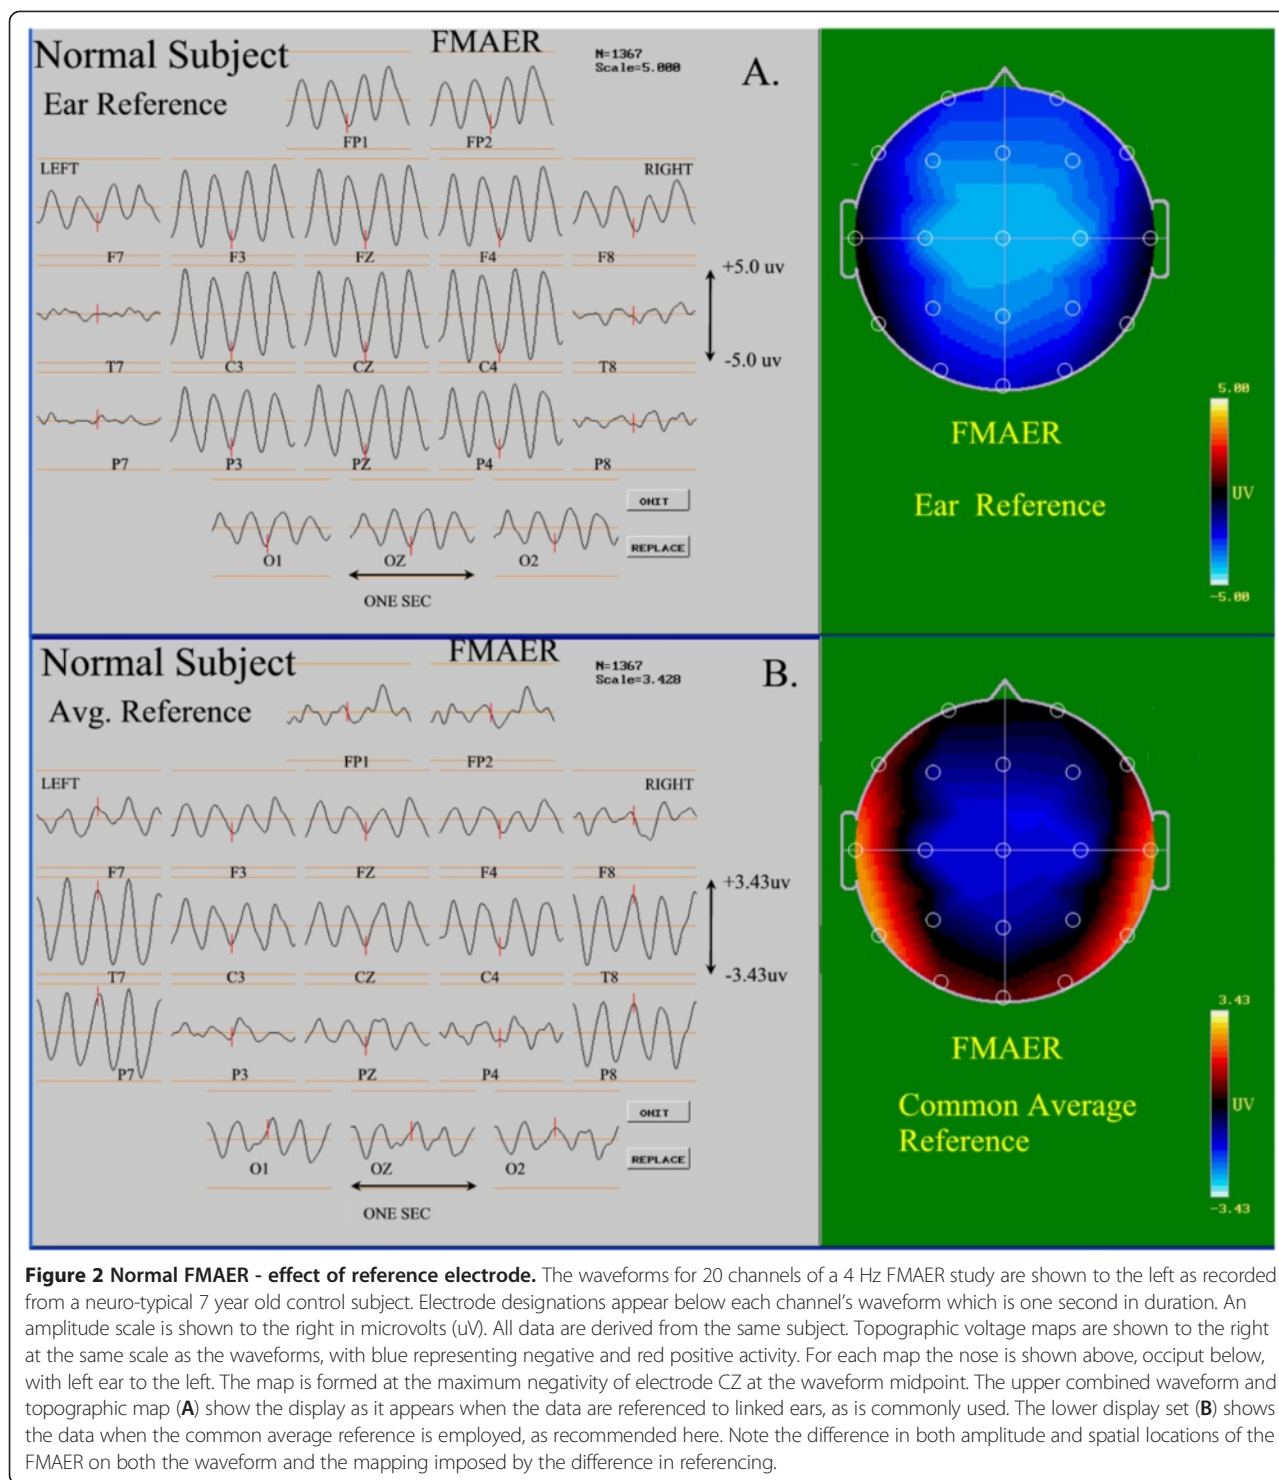 Normal Subject
FMAER
N=1367
Scale=5.000
A.
Ear Reference
FP1
FP2
LEFT
RIGHT
F7
F3
FZ
F4
F8
+5.0 uv
-5.0 uv
T7
C3
CZ
C4
T8
P7
P3
PZ
P4
P8
OMIT
REPLACE
O1
OZ
O2
ONE SEC
5.00
UV
-5.00
FMAER
Ear Reference
Normal Subject
FMAER
N=1367
Scale=3.428
B.
Avg. Reference
FP1
FP2
LEFT
RIGHT
F7
F3
FZ
F4
F8
+3.43uv
-3.43uv
T7
C3
CZ
C4
T8
P7
P3
PZ
P4
P8
OMIT
REPLACE
O1
OZ
O2
ONE SEC
3.43
UV
-3.43
FMAER
Common Average
Reference
Figure 2 Normal FMAER - effect of reference electrode. The waveforms for 20 channels of a 4 Hz FMAER study are shown to the left as recorded
from a neuro-typical 7 year old control subject. Electrode designations appear below each channel's waveform which is one second in duration. An
amplitude scale is shown to the right in microvolts (uV). All data are derived from the same subject. Topographic voltage maps are shown to the right
at the same scale as the waveforms, with blue representing negative and red positive activity. For each map the nose is shown above, occiput below,
with left ear to the left. The map is formed at the maximum negativity of electrode CZ at the waveform midpoint. The upper combined waveform and
topographic map (A) show the display as it appears when the data are referenced to linked ears, as is commonly used. The lower display set (B) shows
the data when the common average reference is employed, as recommended here. Note the difference in both amplitude and spatial locations of the
FMAER on both the waveform and the mapping imposed by the difference in referencing.